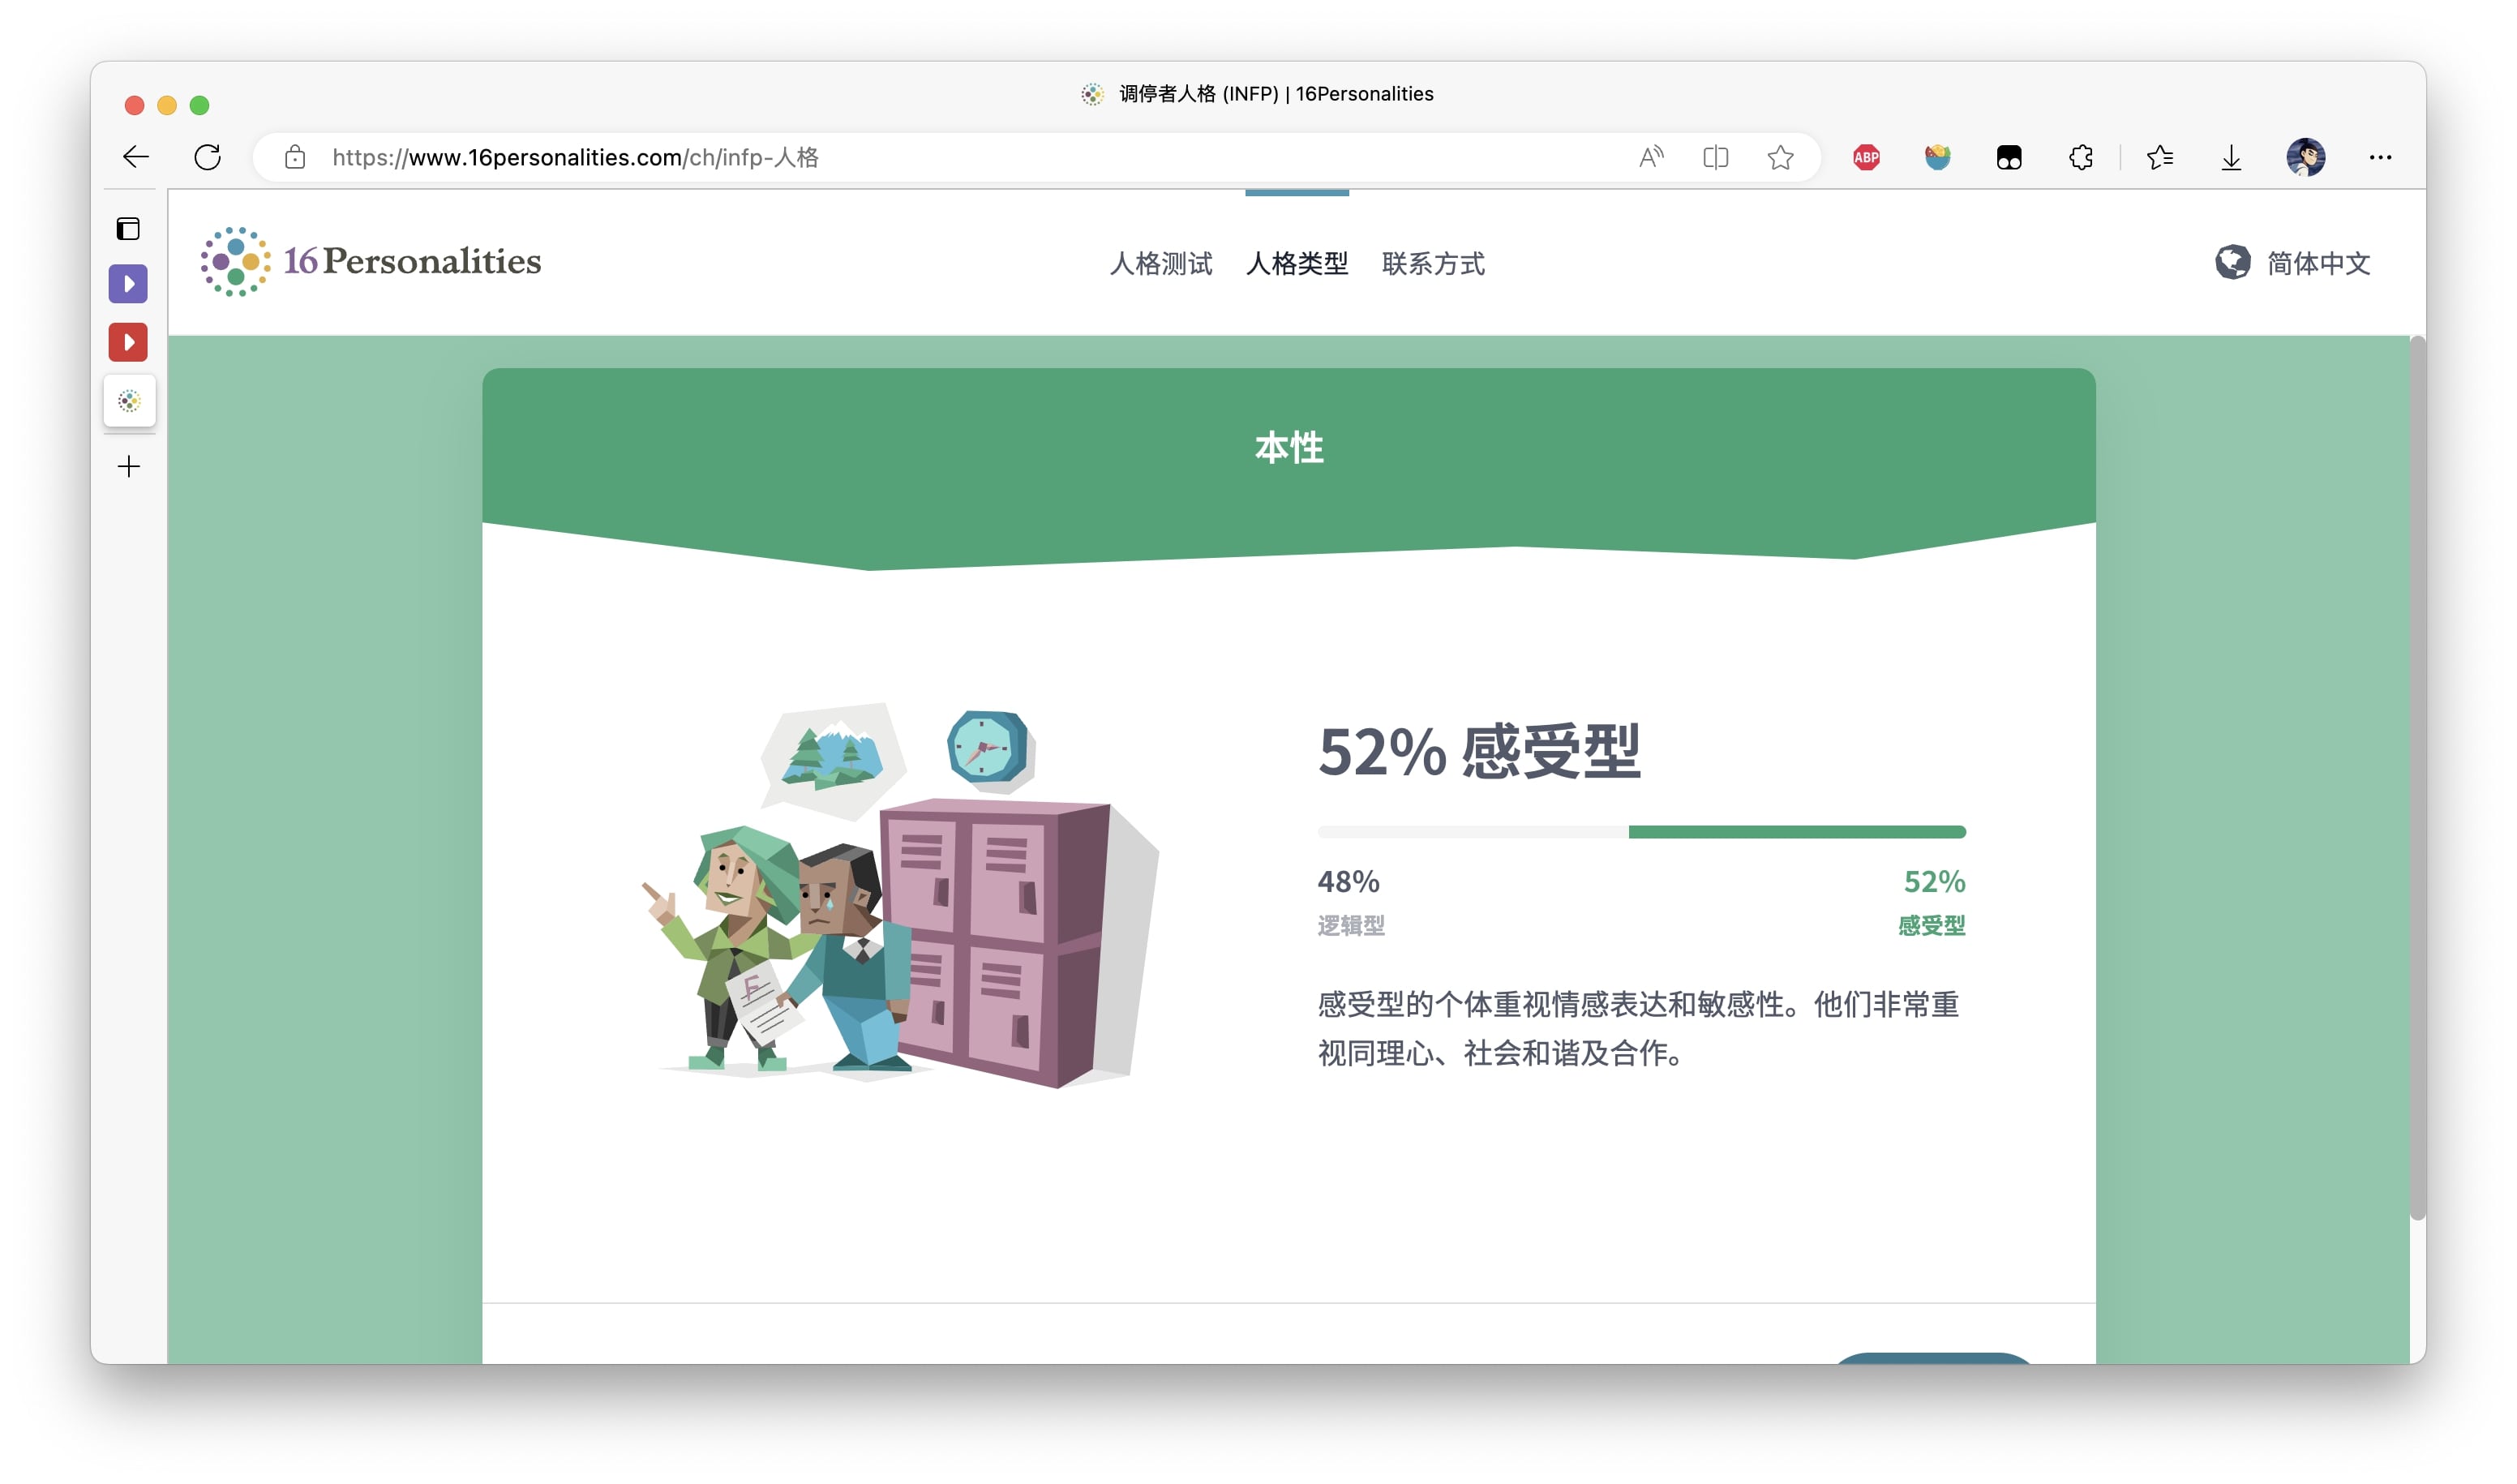 调停者人格 (INFP) | 16Personalities
https://www.16personalities.com/ch/infp-人格
ABP
16Personalities
人格测试 人格类型 联系方式
简体中文
本性
52% 感受型
48% 52%
逻辑型 感受型
F
感受型的个体重视情感表达和敏感性。他们非常重
视同理心、社会和谐及合作。